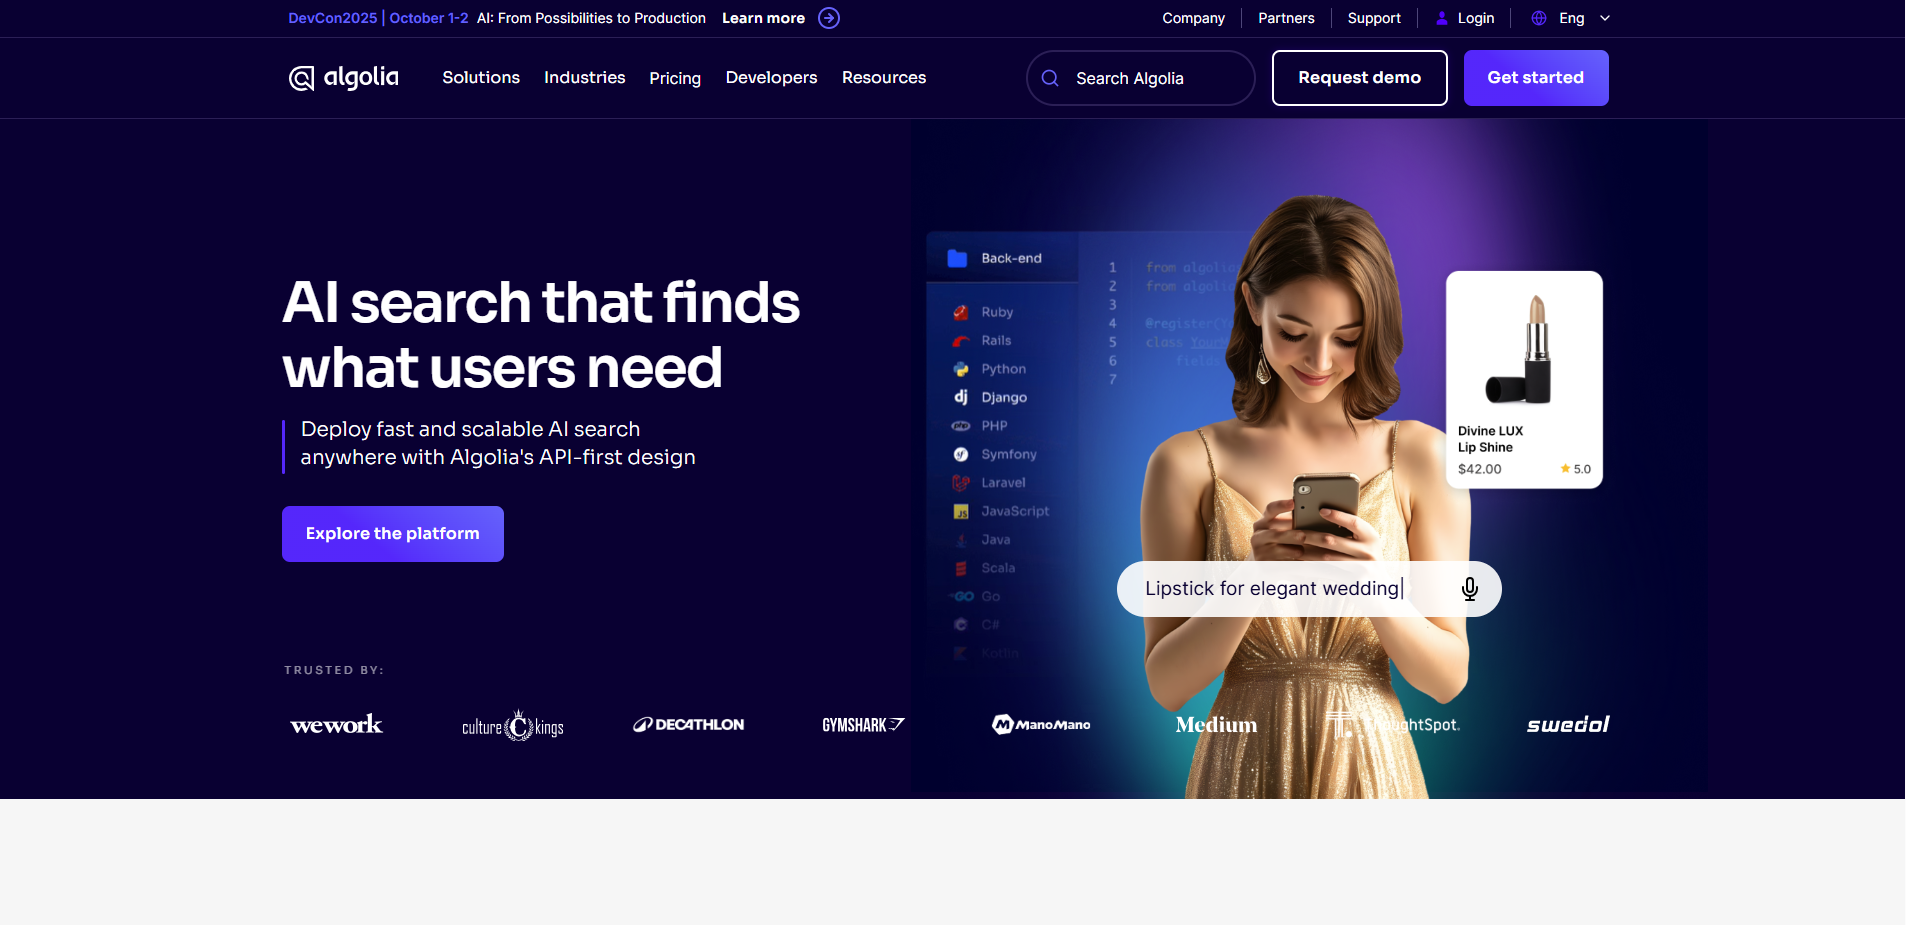 DevCon2025 | October 1-2 AI: From Possibilities to Production Learn more
Company Partners Support Login Eng
algolia Solutions Industries Pricing Developers Resources Search Algolia Request demo Get started
AI search that finds
what users need
Deploy fast and scalable AI search
anywhere with Algolia's API-first design
Explore the platform
Back-end
Ruby
Rails
Python
dj Django
php PHP
Symfony
Laravel
JS JavaScript
Java
Scala
GO Go
C#
Kotlin
1 from
2 from
3
4 @register
5 class
6 fields
7
Divine LUX
Lip Shine
$42.00 5.0
Lipstick for elegant wedding
TRUSTED BY:
wework culture C kings DECATHLON GYMSHARK ManoMano Medium ThoughtSpot. swedol